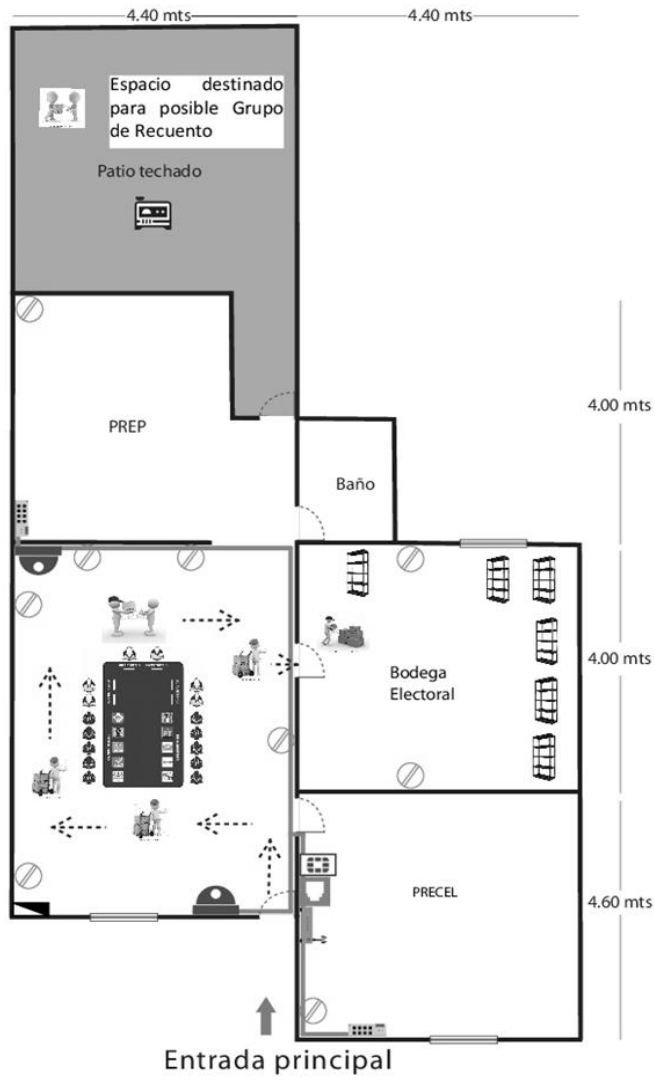 4.40 mts
4.40 mts
Espacio destinado
para posible Grupo
de Recuento
Patio techado
4.00 mts
PREP
Baño
4.00 mts
Bodega
Electoral
PRECEL
4.60 mts
Entrada principal